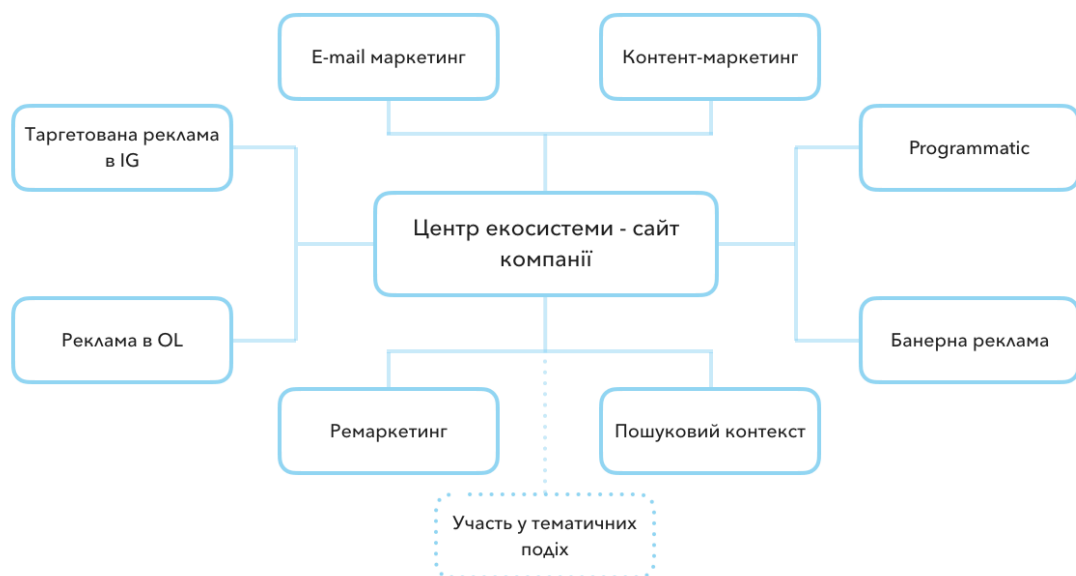 E-mail маркетинг
Контент-маркетинг
Таргетована реклама
в IG
Programmatic
Центр екосистеми - сайт
компанії
Реклама в OL
Банерна реклама
Ремаркетинг
Пошуковий контекст
Участь у тематичних
подіх